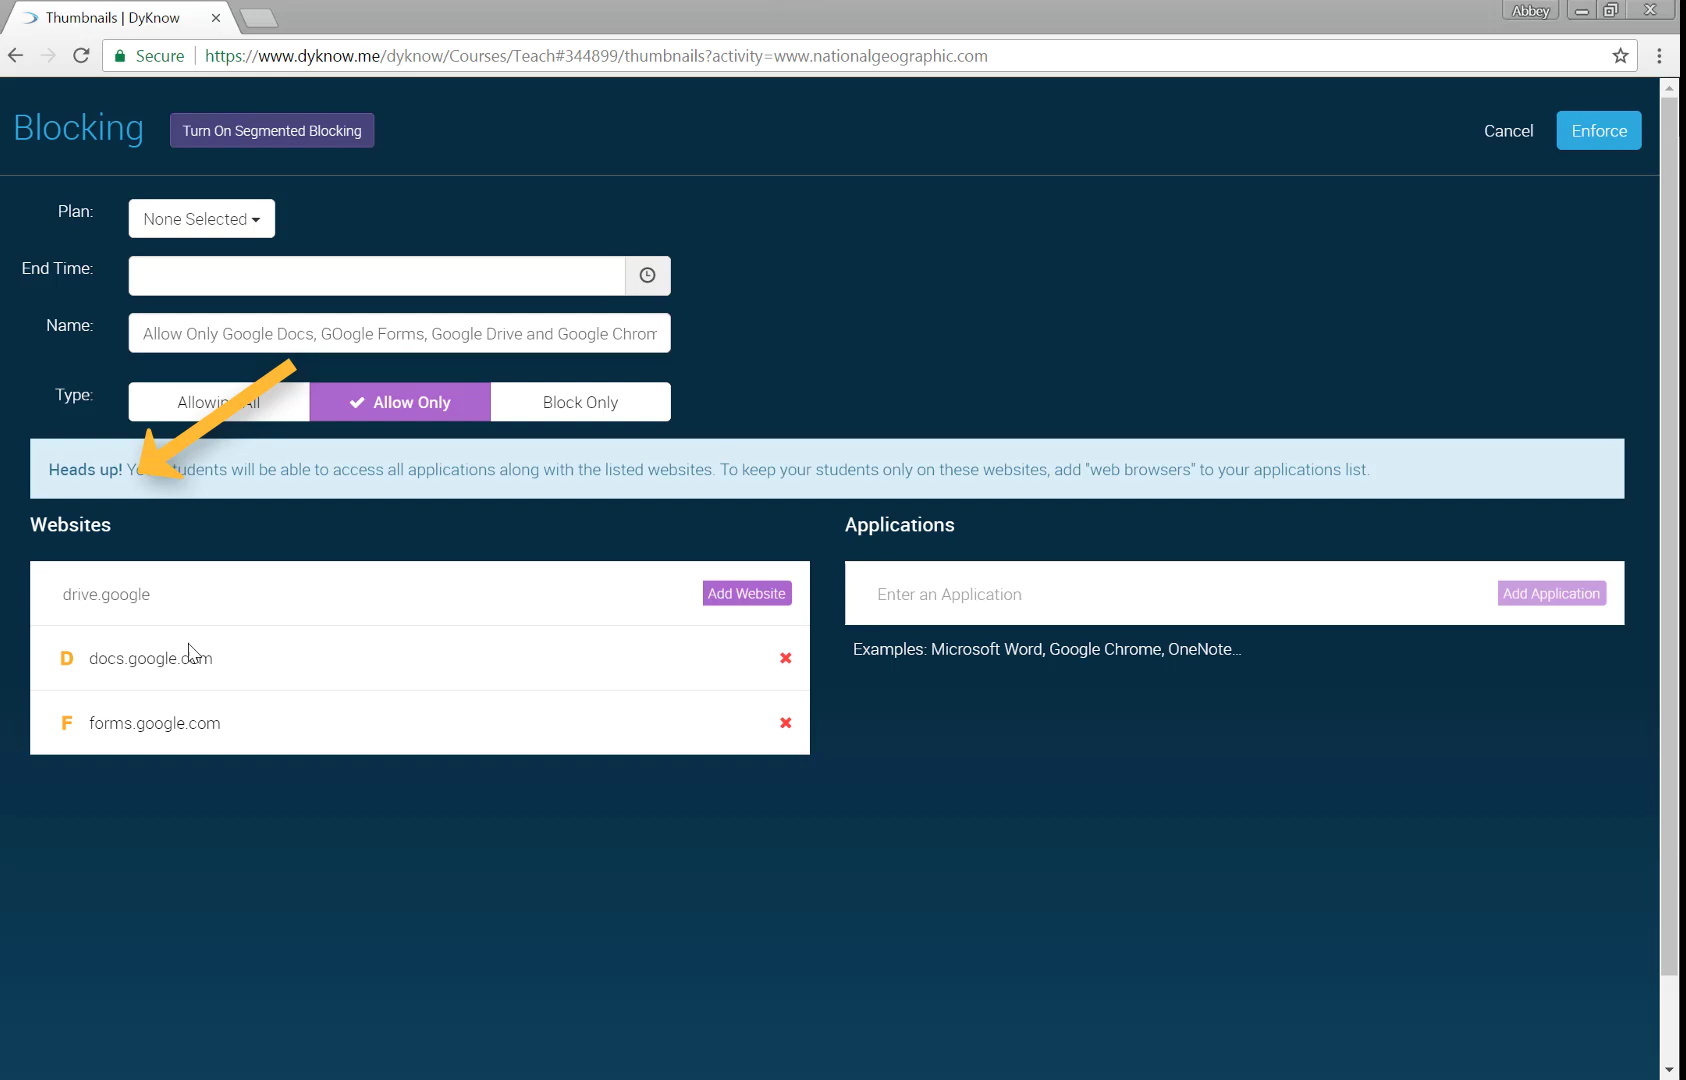 Thumbnails | DyKnow
Abbey
Secure
https://www.dyknow.me/dyknow/Courses/Teach#344899/thumbnails?activity=www.nationalgeographic.com
Blocking
Turn On Segmented Blocking
Cancel
Enforce
Plan:
None Selected
End Time:
Name:
Allow Only Google Docs, GOogle Forms, Google Drive and Google Chrom
Type:
Allow Only
Block Only
Heads up! students will be able to access all applications along with the listed websites. To keep your students only on these websites, add "web browsers" to your applications list.
Websites
Applications
drive.google
Add Website
Enter an Application
Add Application
D
docs.google.com
Examples: Microsoft Word, Google Chrome, OneNote...
F
forms.google.com